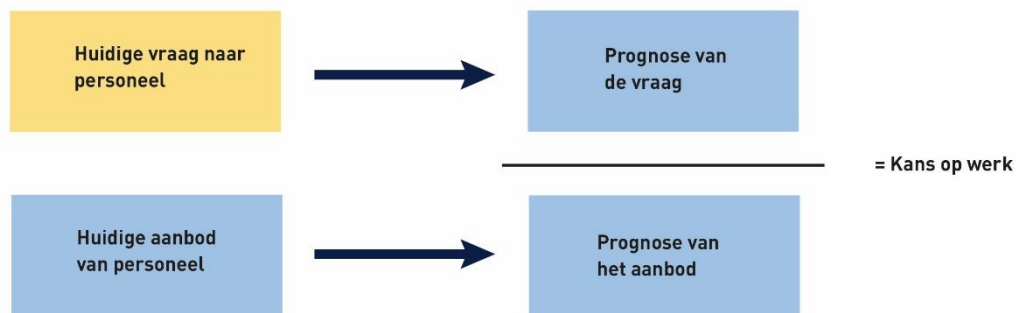 Huidige vraag naar
personeel
Prognose van
de vraag
= Kans op werk
Huidige aanbod
van personeel
Prognose van
het aanbod